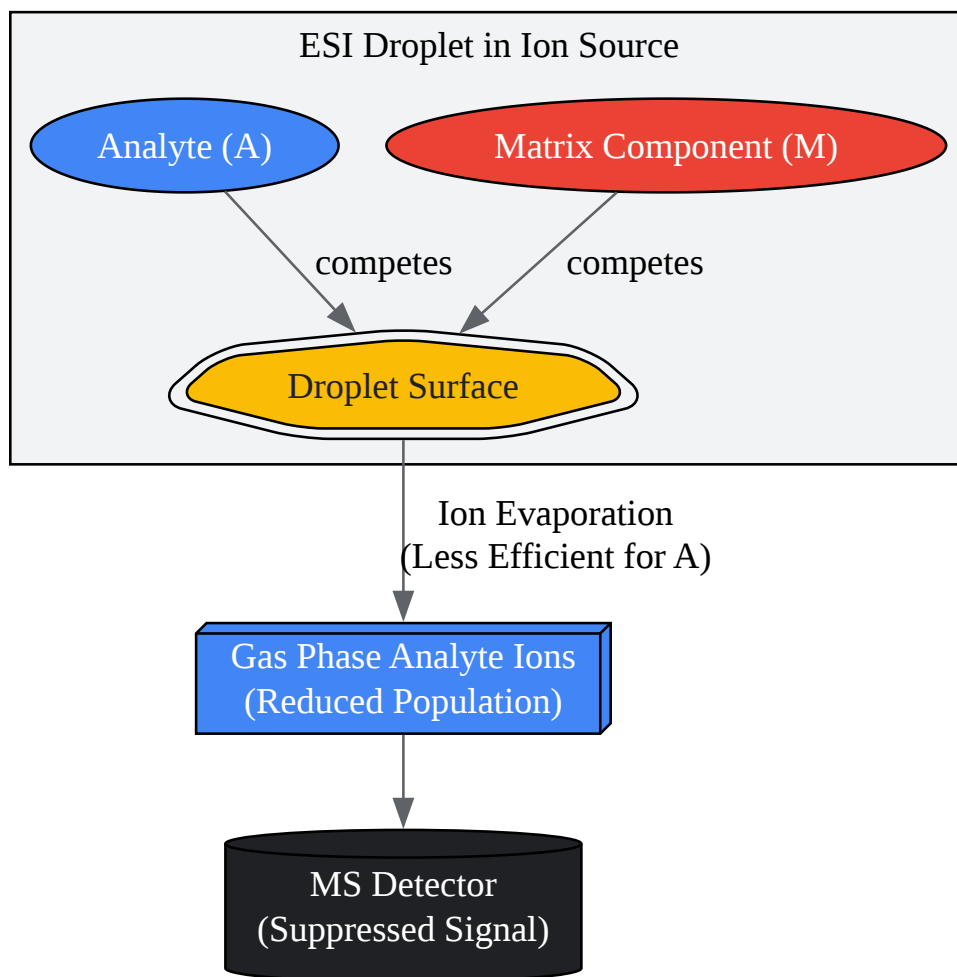 ESI Droplet in Ion Source
Analyte (A)
Matrix Component (M)
competes
competes
Droplet Surface
Ion Evaporation
(Less Efficient for A)
Gas Phase Analyte Ions
(Reduced Population)
MS Detector
(Suppressed Signal)